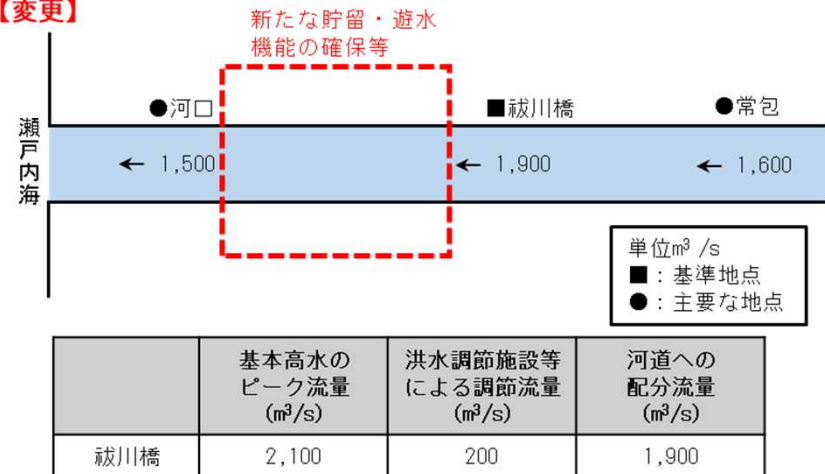 【変更】
新たな貯留・遊水
機能の確保等
●河口
■祓川橋
●常包
瀬戸内海
← 1,500
← 1,900
← 1,600
単位m³ /s
■：基準地点
●：主要な地点
基本高水の
ピーク流量
(m³/s)
洪水調節施設等
による調節流量
(m³/s)
河道への
配分流量
(m³/s)
祓川橋
2,100
200
1,900